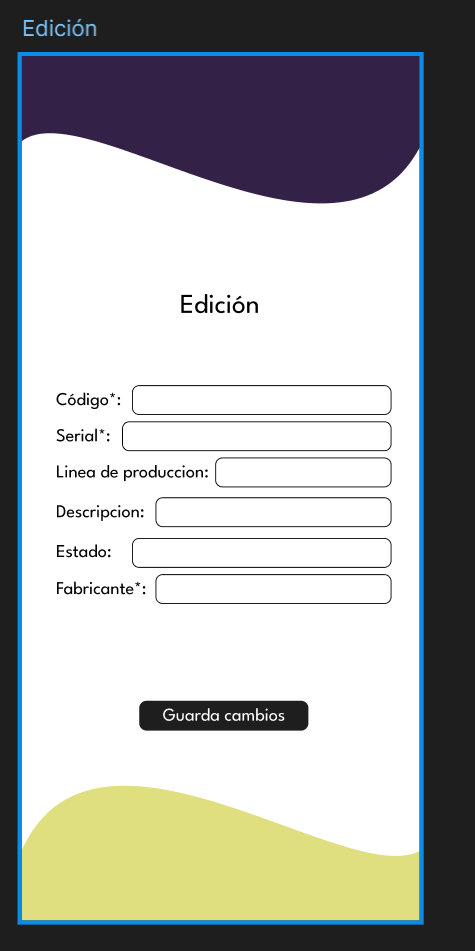 Edición
Edición
Código*:
Serial*:
Linea de produccion:
Descripcion:
Estado:
Fabricante*:
Guarda cambios